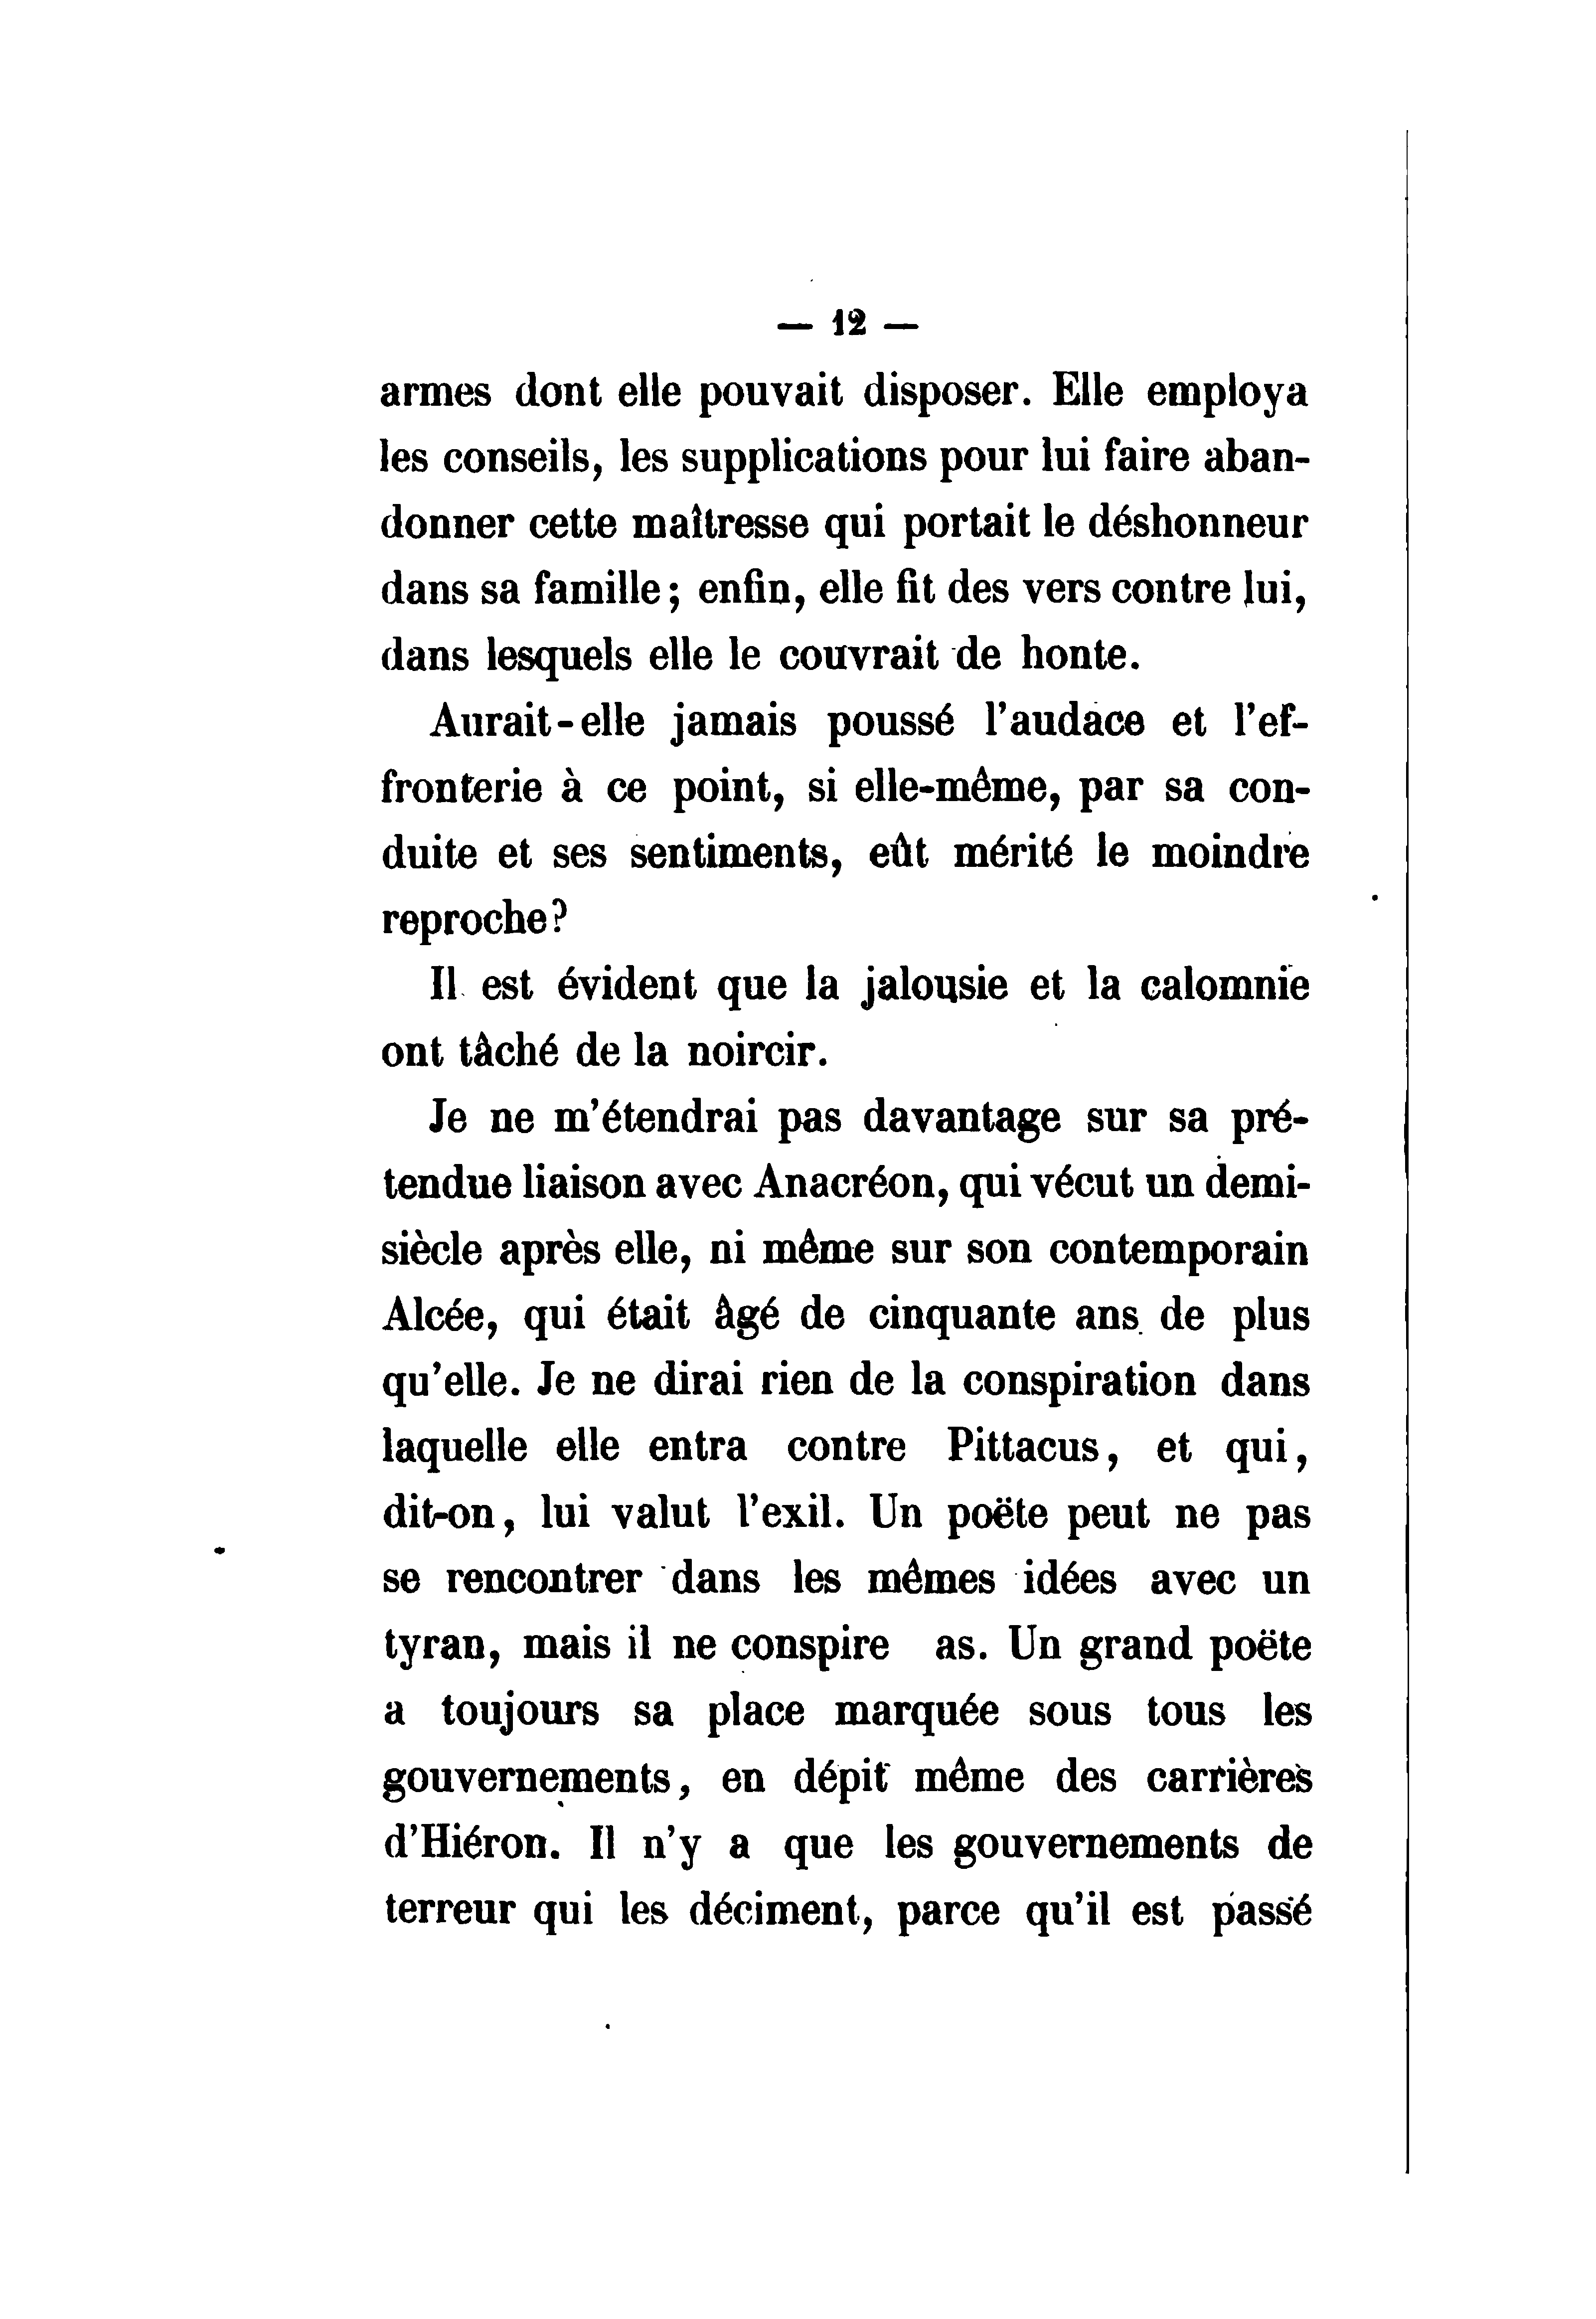 — 12 —
armes dont elle pouvait disposer. Elle employa
les conseils, les supplications pour lui faire aban-
donner cette maîtresse qui portait le déshonneur
dans sa famille; enfin, elle fit des vers contre lui,
dans lesquels elle le couvrait de honte.
Aurait-elle jamais poussé l'audace et l'ef-
fronterie à ce point, si elle-même, par sa con-
duite et ses sentiments, eût mérité le moindre
reproche?
Il est évident que la jalousie et la calomnie
ont tâché de la noircir.
Je ne m'étendrai pas davantage sur sa pré-
tendue liaison avec Anacréon, qui vécut un demi-
siècle après elle, ni même sur son contemporain
Alcée, qui était âgé de cinquante ans de plus
qu'elle. Je ne dirai rien de la conspiration dans
laquelle elle entra contre Pittacus, et qui,
dit-on, lui valut l'exil. Un poëte peut ne pas
se rencontrer dans les mêmes idées avec un
tyran, mais il ne conspire as. Un grand poëte
a toujours sa place marquée sous tous les
gouvernements, en dépit même des carrières
d'Hiéron. Il n'y a que les gouvernements de
terreur qui les déciment, parce qu'il est passé